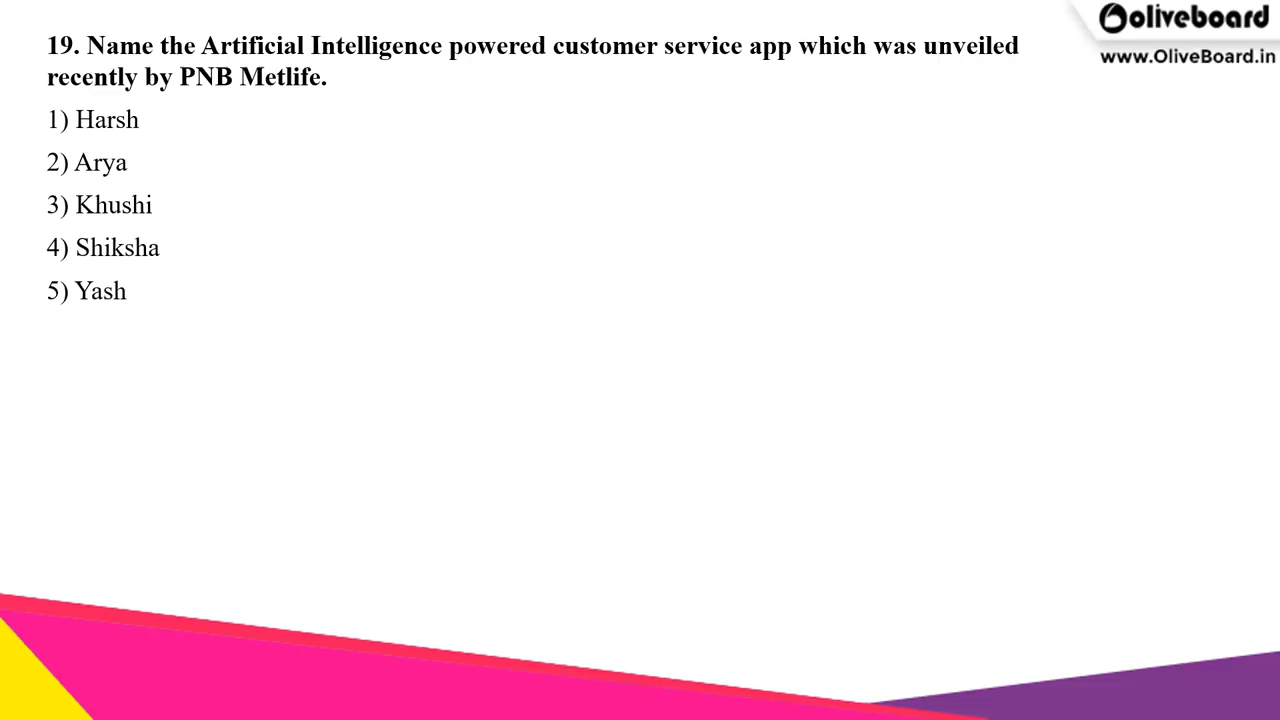 oliveboard
www.OliveBoard.in
19. Name the Artificial Intelligence powered customer service app which was unveiled
recently by PNB Metlife.
1) Harsh
2) Arya
3) Khushi
4) Shiksha
5) Yash